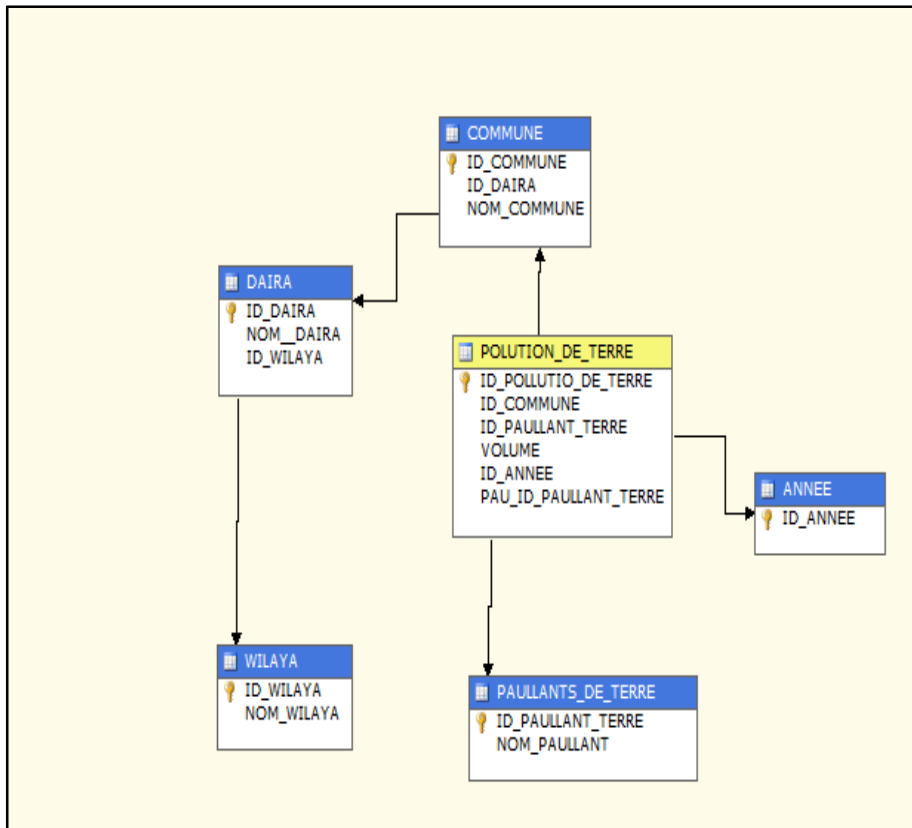 COMMUNE
ID_COMMUNE
ID_DAIRA
NOM_COMMUNE
DAIRA
ID_DAIRA
NOM__DAIRA
ID_WILAYA
POLUTION_DE_TERRE
ID_POLLUTIO_DE_TERRE
ID_COMMUNE
ID_PAULLANT_TERRE
VOLUME
ID_ANNEE
PAU_ID_PAULLANT_TERRE
ANNEE
ID_ANNEE
WILAYA
ID_WILAYA
NOM_WILAYA
PAULLANTS_DE_TERRE
ID_PAULLANT_TERRE
NOM_PAULLANT